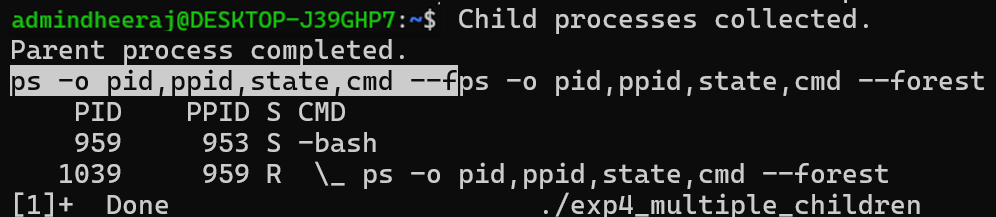 admindheeraj@DESKTOP-J39GHP7:~$ Child processes collected.
Parent process completed.
ps -o pid,ppid,state,cmd --fps -o pid,ppid,state,cmd --forest
    PID    PPID S CMD
    959     953 S -bash
   1039     959 R  \_ ps -o pid,ppid,state,cmd --forest
[1]+  Done                    ./exp4_multiple_children